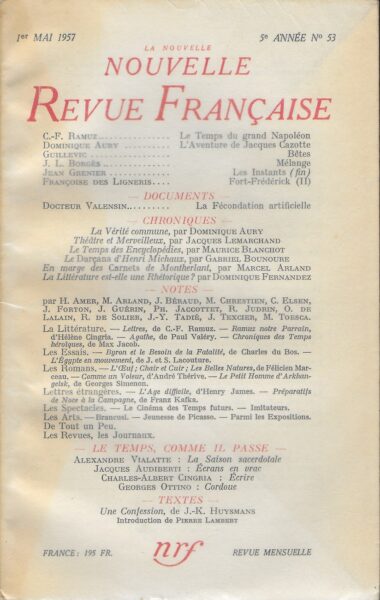 1er MAI 1957 5e ANNÉE No 53
LA NOUVELLE
NOUVELLE
REVUE FRANÇAISE
C.-F. RAMUZ................ Le Temps du grand Napoléon
DOMINIQUE AURY ........... L'Aventure de Jacques Cazotte
GUILLEVIC ................. Bêtes
J. L. BORGÈS............... Mélange
JEAN GRENIER .............. Les Instants (fin)
FRANÇOISE DES LIGNERIS.... Fort-Frédérick (II)
— DOCUMENTS —
DOCTEUR VALENSIN.......... La Fécondation artificielle
— CHRONIQUES —
La Vérité commune, par DOMINIQUE AURY
Théâtre et Merveilleux, par JACQUES LEMARCHAND
Le Temps des Encyclopédies, par MAURICE BLANCHOT
Le Darçana d'Henri Michaux, par GABRIEL BOUNOURE
En marge des Carnets de Montherlant, par MARCEL ARLAND
La Littérature est-elle une Rhétorique ? par DOMINIQUE FERNANDEZ
— NOTES —
par H. AMER, M. ARLAND, J. BÉRAUD, M. CHRESTIEN, C. ELSEN,
J. FORTON, J. GUÉRIN, PH. JACCOTTET, R. JUDRIN, O. DE
LALAIN, R. DE SOLIER, J.-Y. TADIÉ, J. TEXCIER, M. TOESCA.
La Littérature. — Lettres, de C.-F. Ramuz. — Ramuz notre Parrain,
d'Hélène Cingria. — Agathe, de Paul Valéry. — Chroniques des Temps
héroïques, de Max Jacob.
Les Essais. — Byron et le Besoin de la Fatalité, de Charles du Bos. —
L'Égypte en mouvement, de J. et S. Lacouture.
Les Romans. — L'Œuf ; Chair et Cuir ; Les Belles Natures, de Félicien Mar-
ceau. — Comme un Voleur, d'André Thérive. — Le Petit Homme d'Arkhan-
gelsk, de Georges Simenon.
Lettres étrangères. — L'Age difficile, d'Henry James. — Préparatifs
de Noce à la Campagne, de Franz Kafka.
Les Spectacles. — Le Cinéma des Temps futurs. — Imitateurs.
Les Arts. — Brancusi. — Jeunesse de Picasso. — Parmi les Expositions.
De Tout un Peu.
Les Revues, les Journaux.
— LE TEMPS, COMME IL PASSE —
ALEXANDRE VIALATTE : La Saison sacerdotale
JACQUES AUDIBERTI : Écrans en vrac
CHARLES-ALBERT CINGRIA : Écrire
GEORGES OTTINO : Cordoue
— TEXTES —
Une Confession, de J.-K. HUYSMANS
Introduction de PIERRE LAMBERT
FRANCE : 195 FR. nrf REVUE MENSUELLE